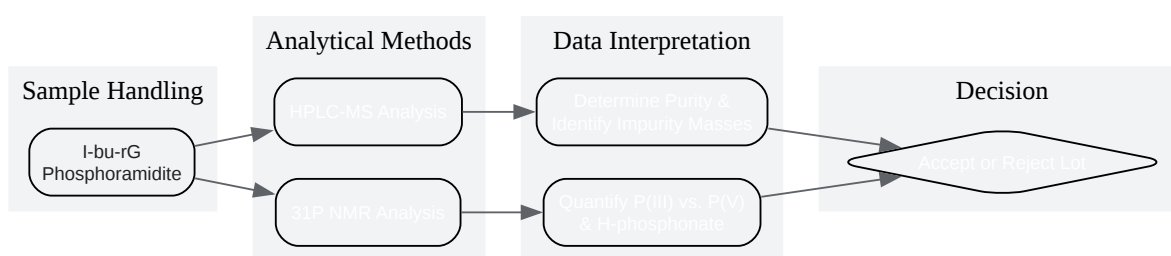 Sample Handling
I-bu-rG
Phosphoramidite
Analytical Methods
HPLC-MS Analysis
31P NMR Analysis
Data Interpretation
Determine Purity &
Identify Impurity Masses
Quantify P(III) vs. P(V)
& H-phosphonate
Decision
Accept or Reject Lot